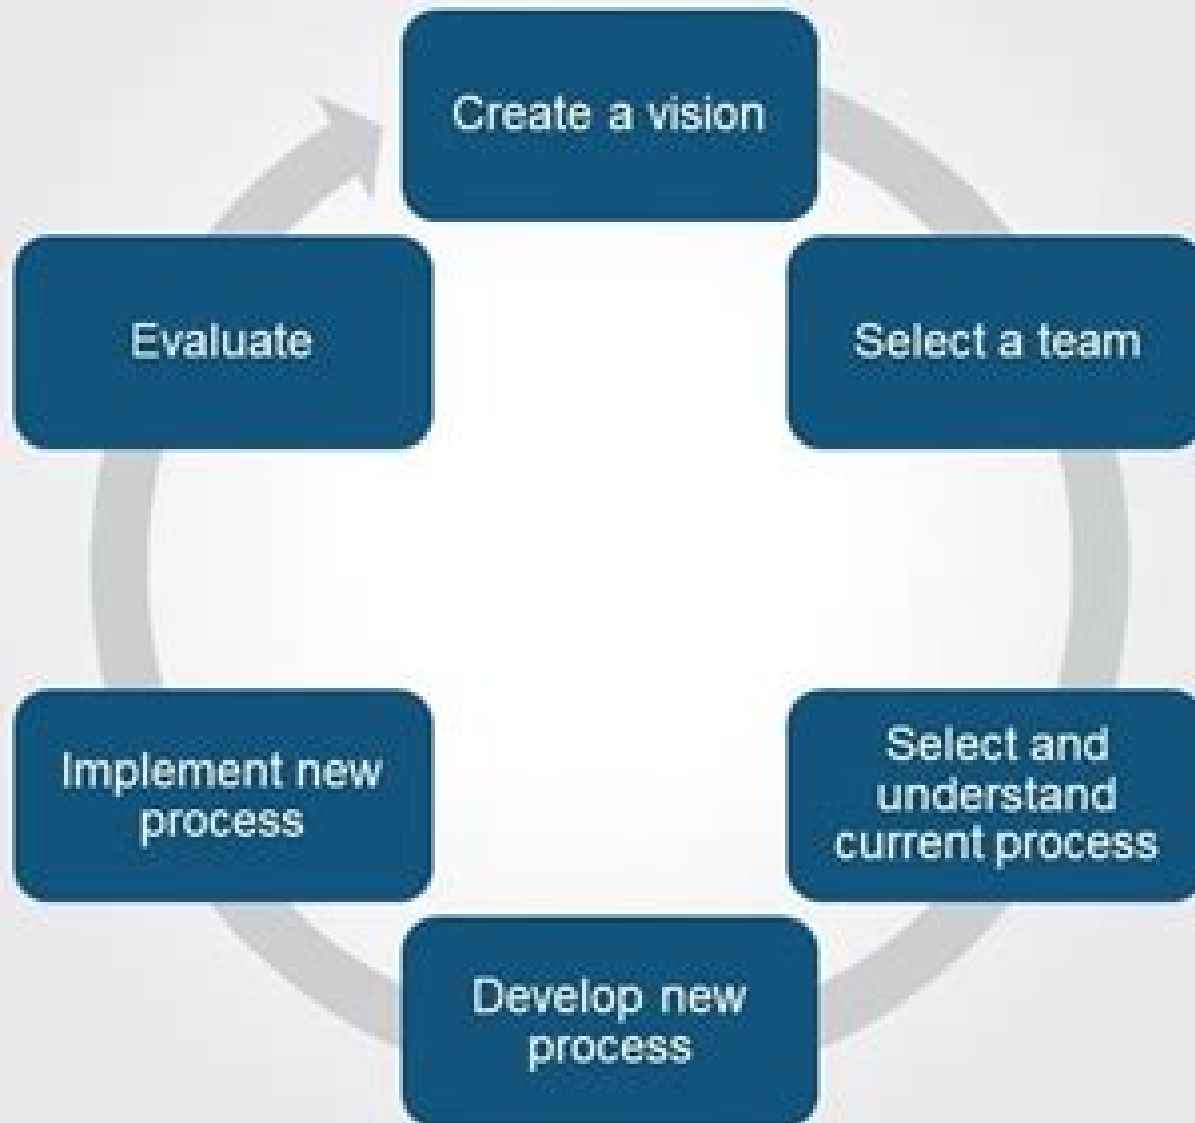 Create a vision
Select a team
Select and
understand
current process
Develop new
process
Implement new
process
Evaluate